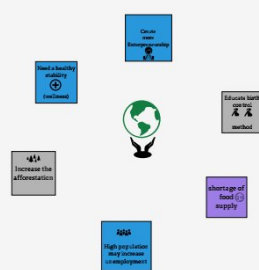 Create
more
Entrepreneurship
Need a healthy
stability
(wellness)
Educate birth
control
method
Increase the
afforestation
shortage of
food
supply
High population
may increase
unemployment